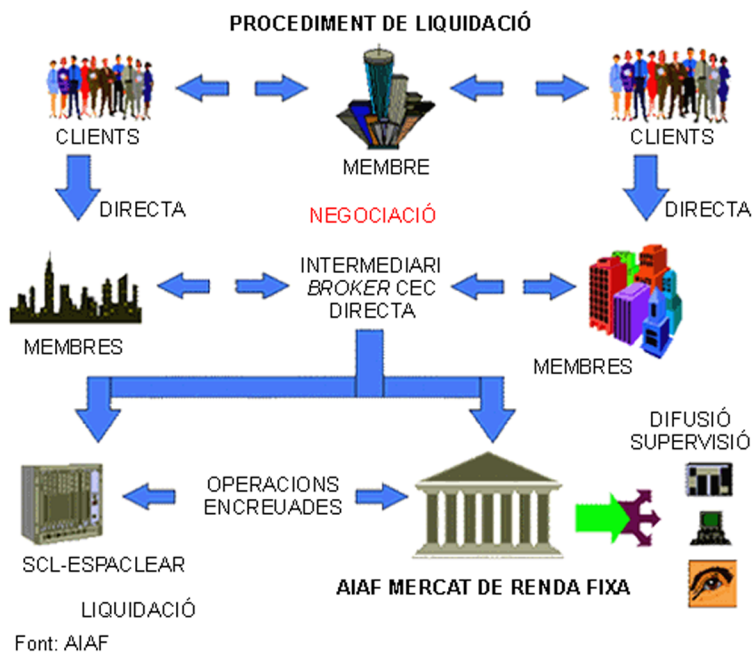 PROCEDIMENT DE LIQUIDACIÓ
CLIENTS
MEMBRE
CLIENTS
DIRECTA
NEGOCIACIÓ
DIRECTA
INTERMEDIARI
BROKER CEC
DIRECTA
MEMBRES
MEMBRES
DIFUSIÓ
SUPERVISIÓ
OPERACIONS
ENCREUADES
SCL-ESPACLEAR
AIAF MERCAT DE RENDA FIXA
LIQUIDACIÓ
Font: AIAF